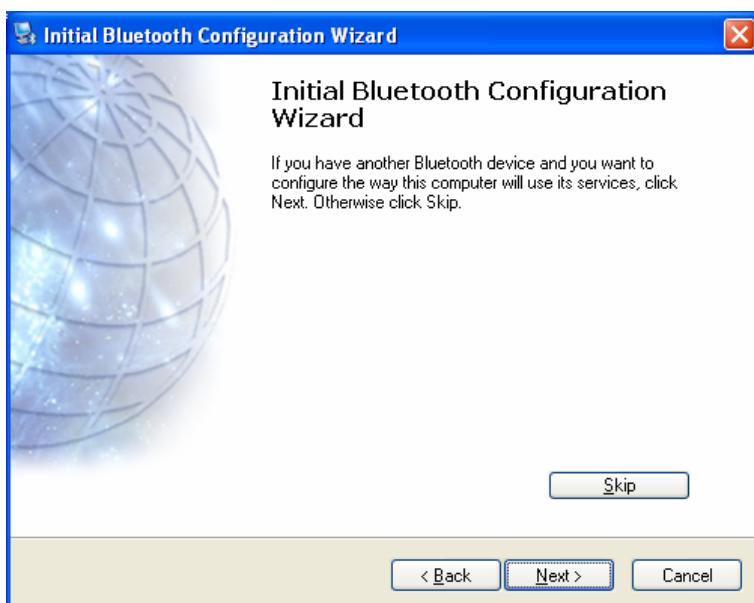 Initial Bluetooth Configuration Wizard
Initial Bluetooth Configuration
Wizard
If you have another Bluetooth device and you want to
configure the way this computer will use its services, click
Next. Otherwise click Skip.
Skip
< Back Next > Cancel